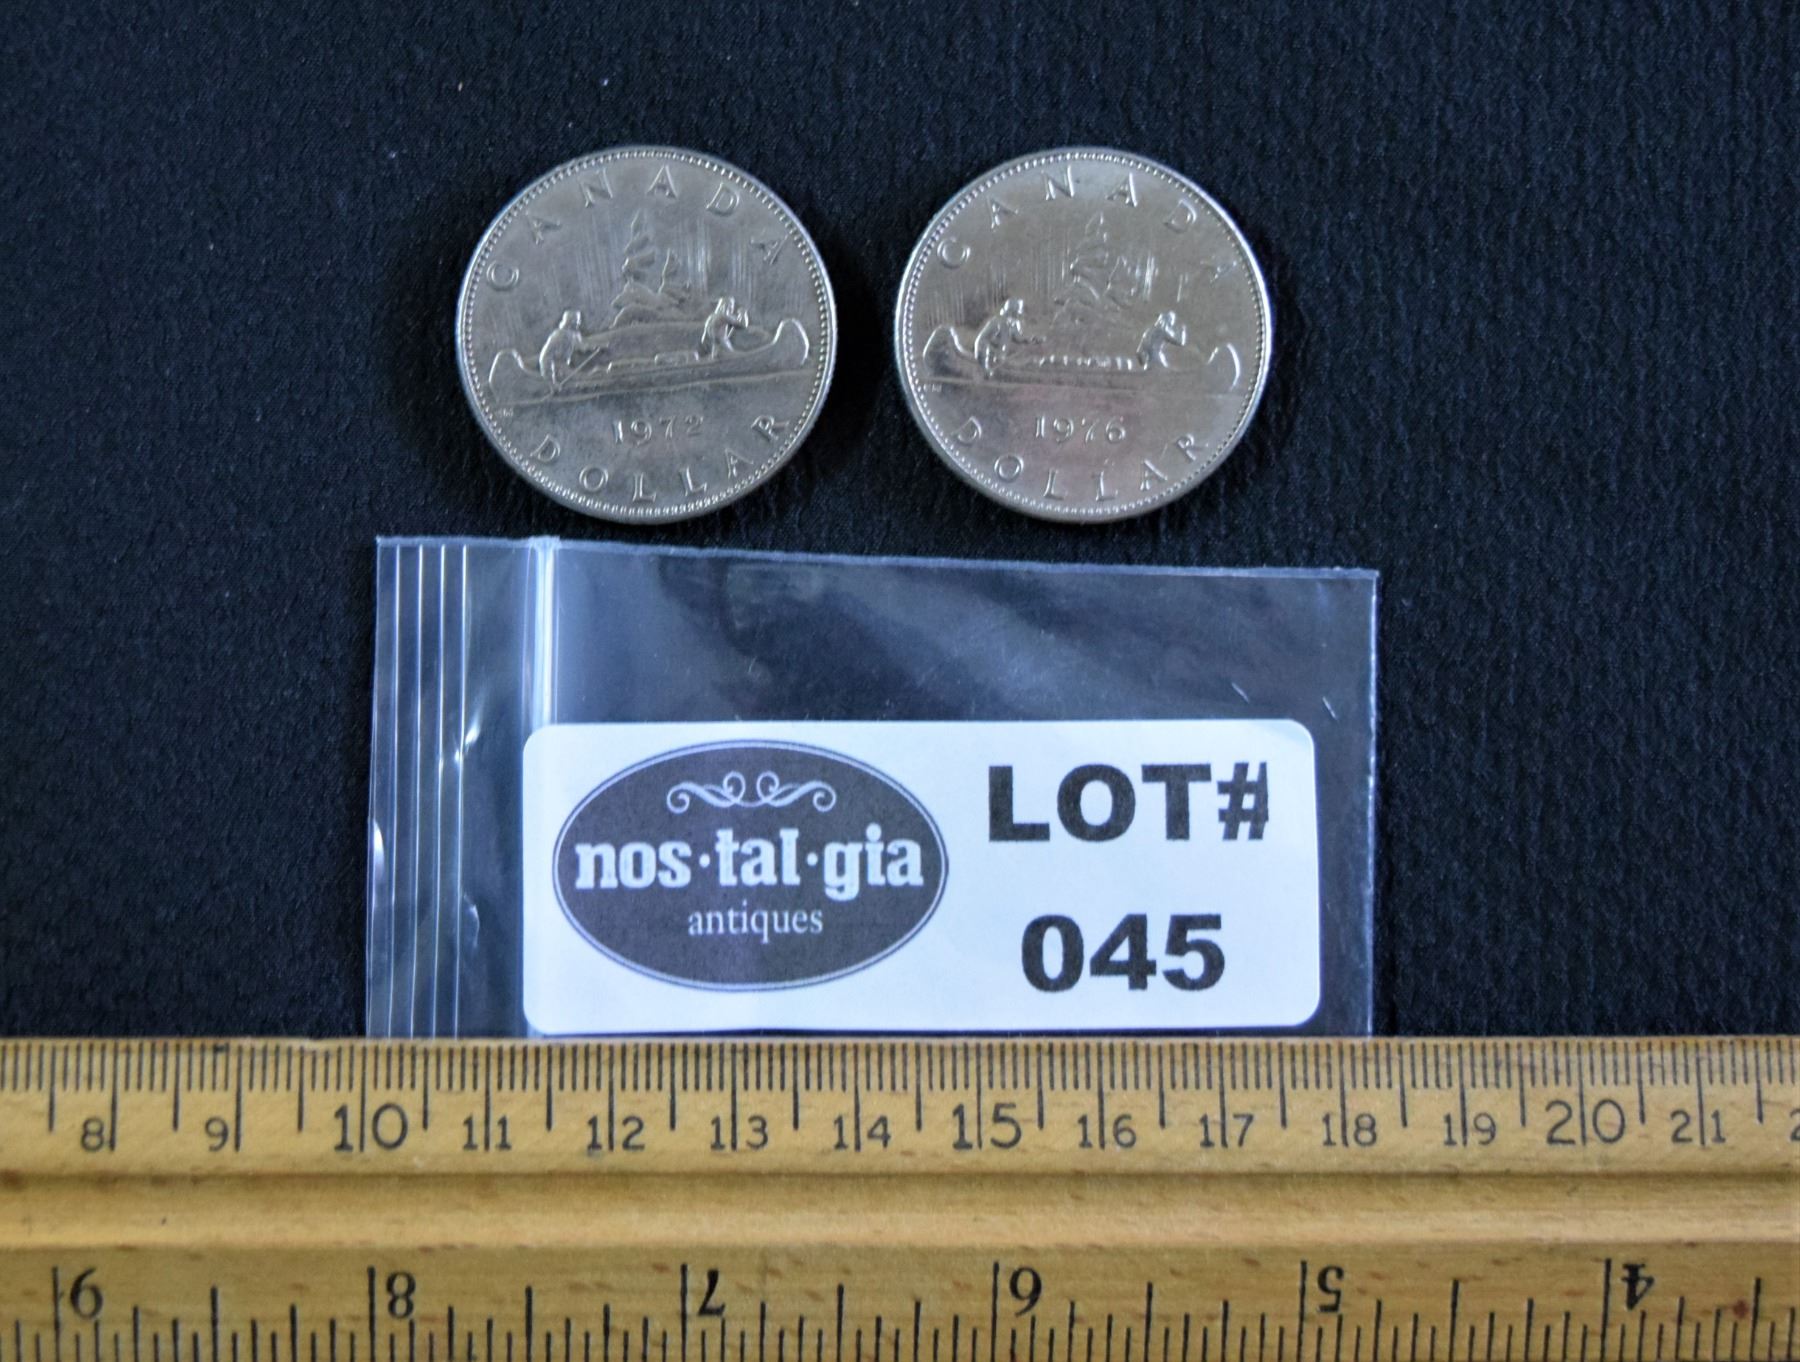 CANADA
1972
DOLLAR
CANADA
1976
DOLLAR
nos·tal·gia
antiques
LOT#
045
8 9 10 11 12 13 14 15 16 17 18 19 20 21 2
9 8 7 6 5 4